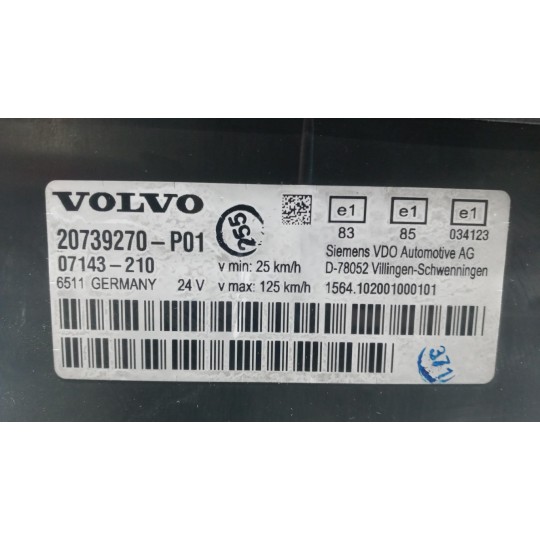 VOLVO
20739270-P01
07143-210
6511 GERMANY 24 V
255
v min: 25 km/h
v max: 125 km/h
e1 e1 e1
83 85 034123
Siemens VDO Automotive AG
D-78052 Villingen-Schwenningen
1564.102001000101